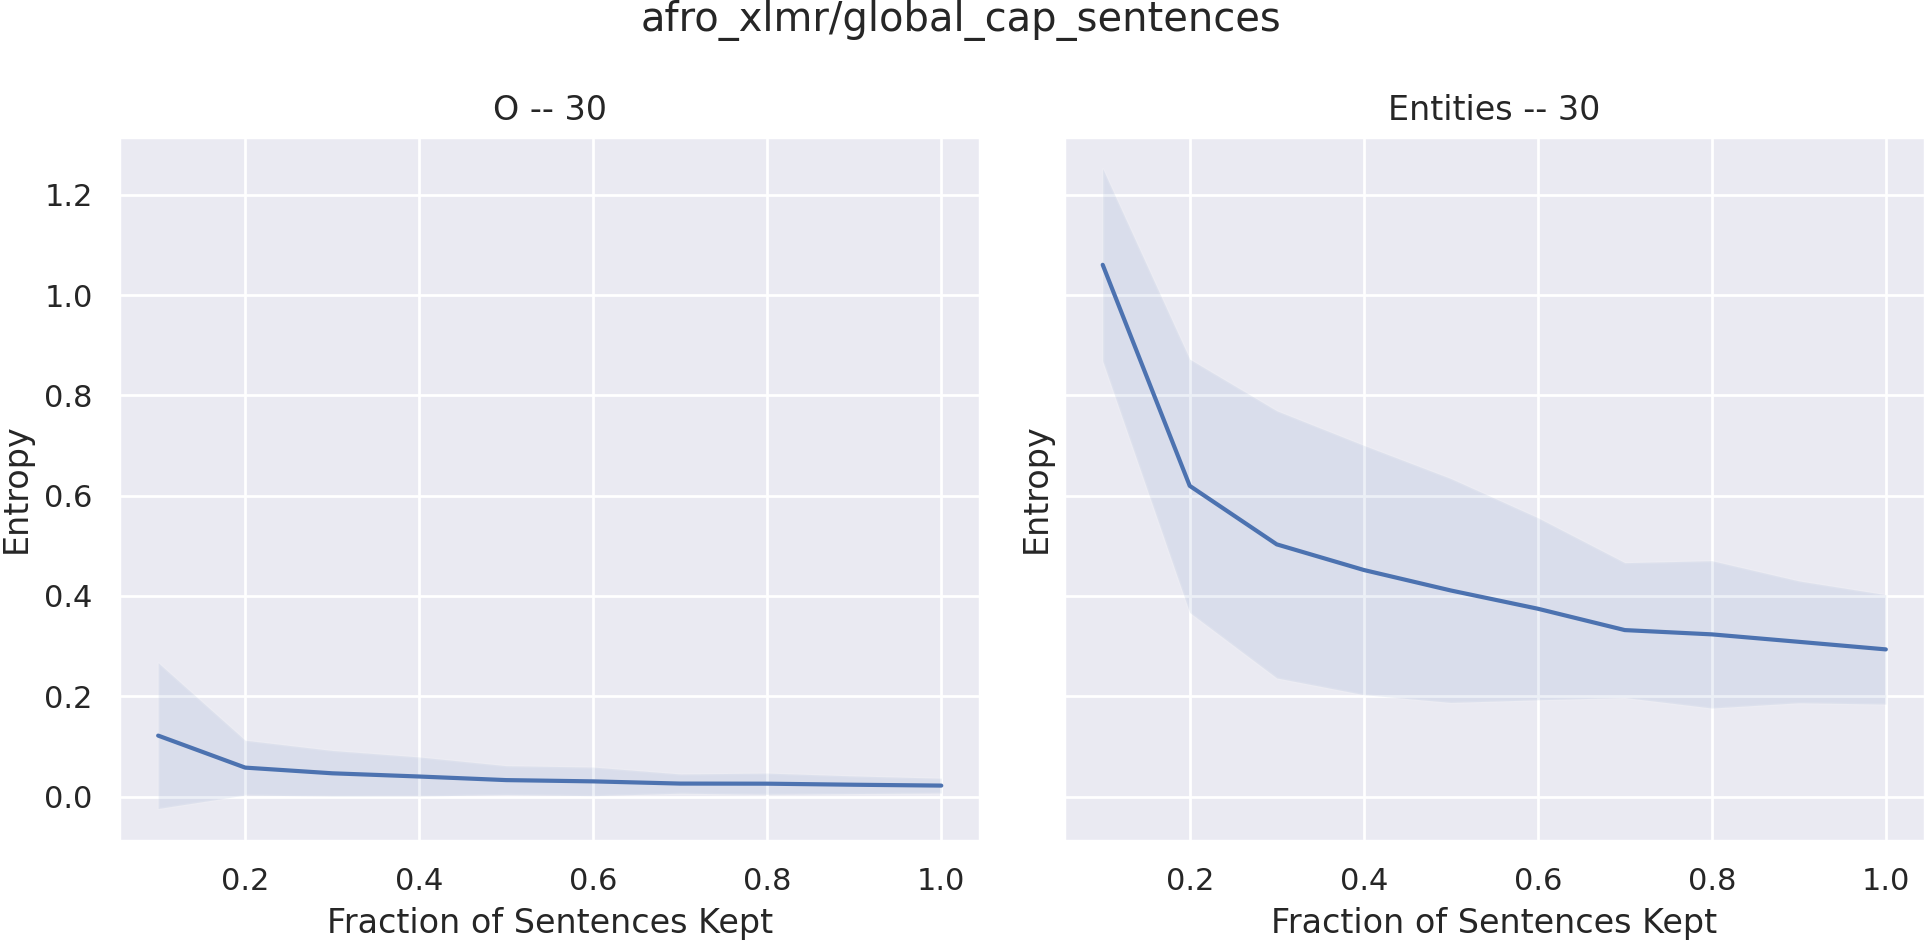 afro_xlmr/global_cap_sentences
O -- 30
Entities -- 30
1.2
1.0
0.8
0.6
0.4
0.2
0.0
Entropy
Entropy
0.2 0.4 0.6 0.8 1.0
0.2 0.4 0.6 0.8 1.0
Fraction of Sentences Kept
Fraction of Sentences Kept